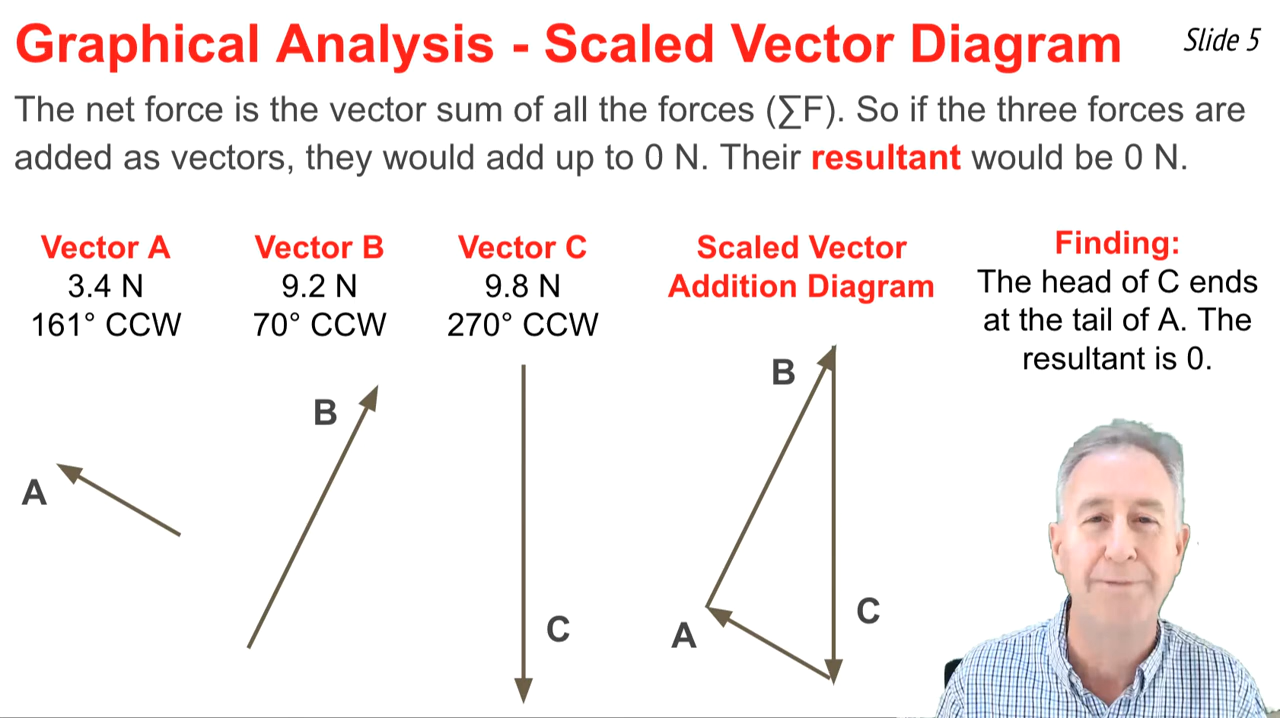 Graphical Analysis - Scaled Vector Diagram
Slide 5
The net force is the vector sum of all the forces (∑F). So if the three forces are
added as vectors, they would add up to 0 N. Their resultant would be 0 N.
Vector A
3.4 N
161° CCW
Vector B
9.2 N
70° CCW
Vector C
9.8 N
270° CCW
Scaled Vector
Addition Diagram
Finding:
The head of C ends
at the tail of A. The
resultant is 0.
A
B
C
B
A
C